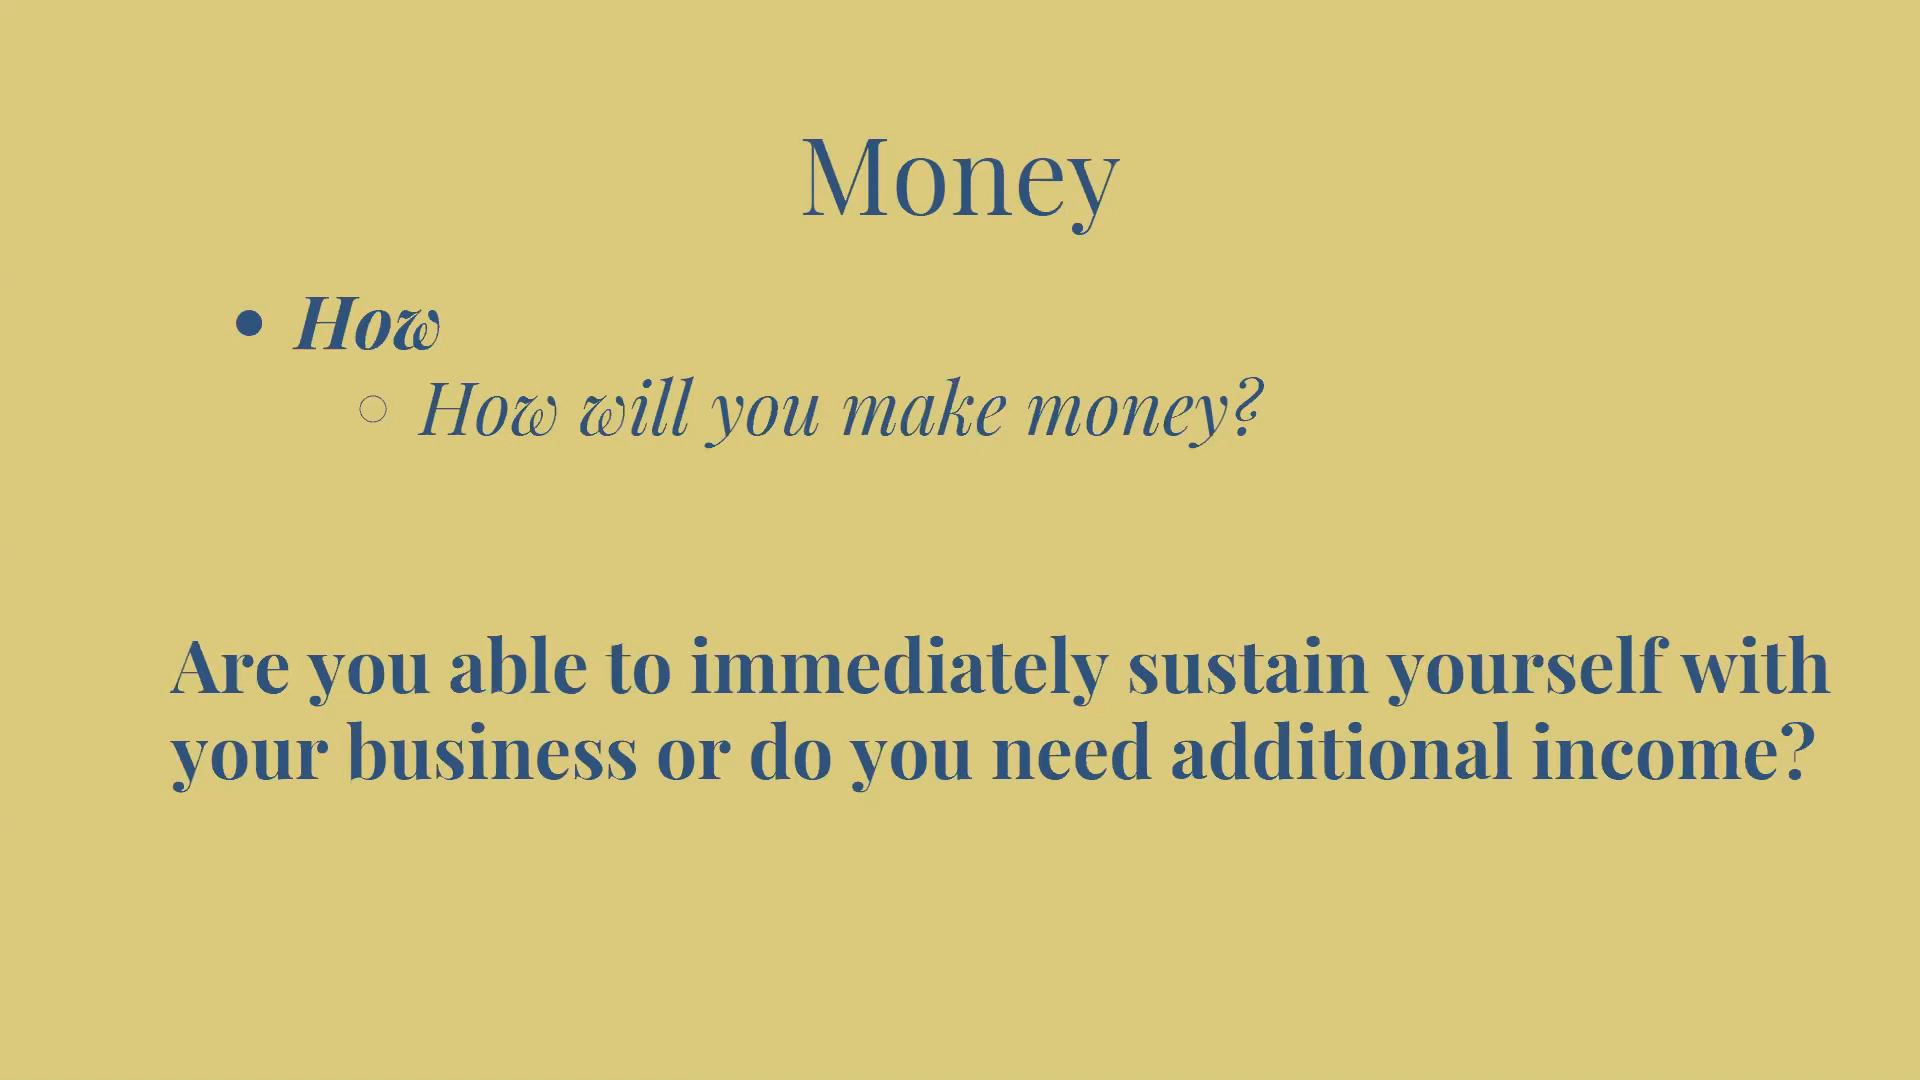 Money
How
How will you make money?
Are you able to immediately sustain yourself with
your business or do you need additional income?